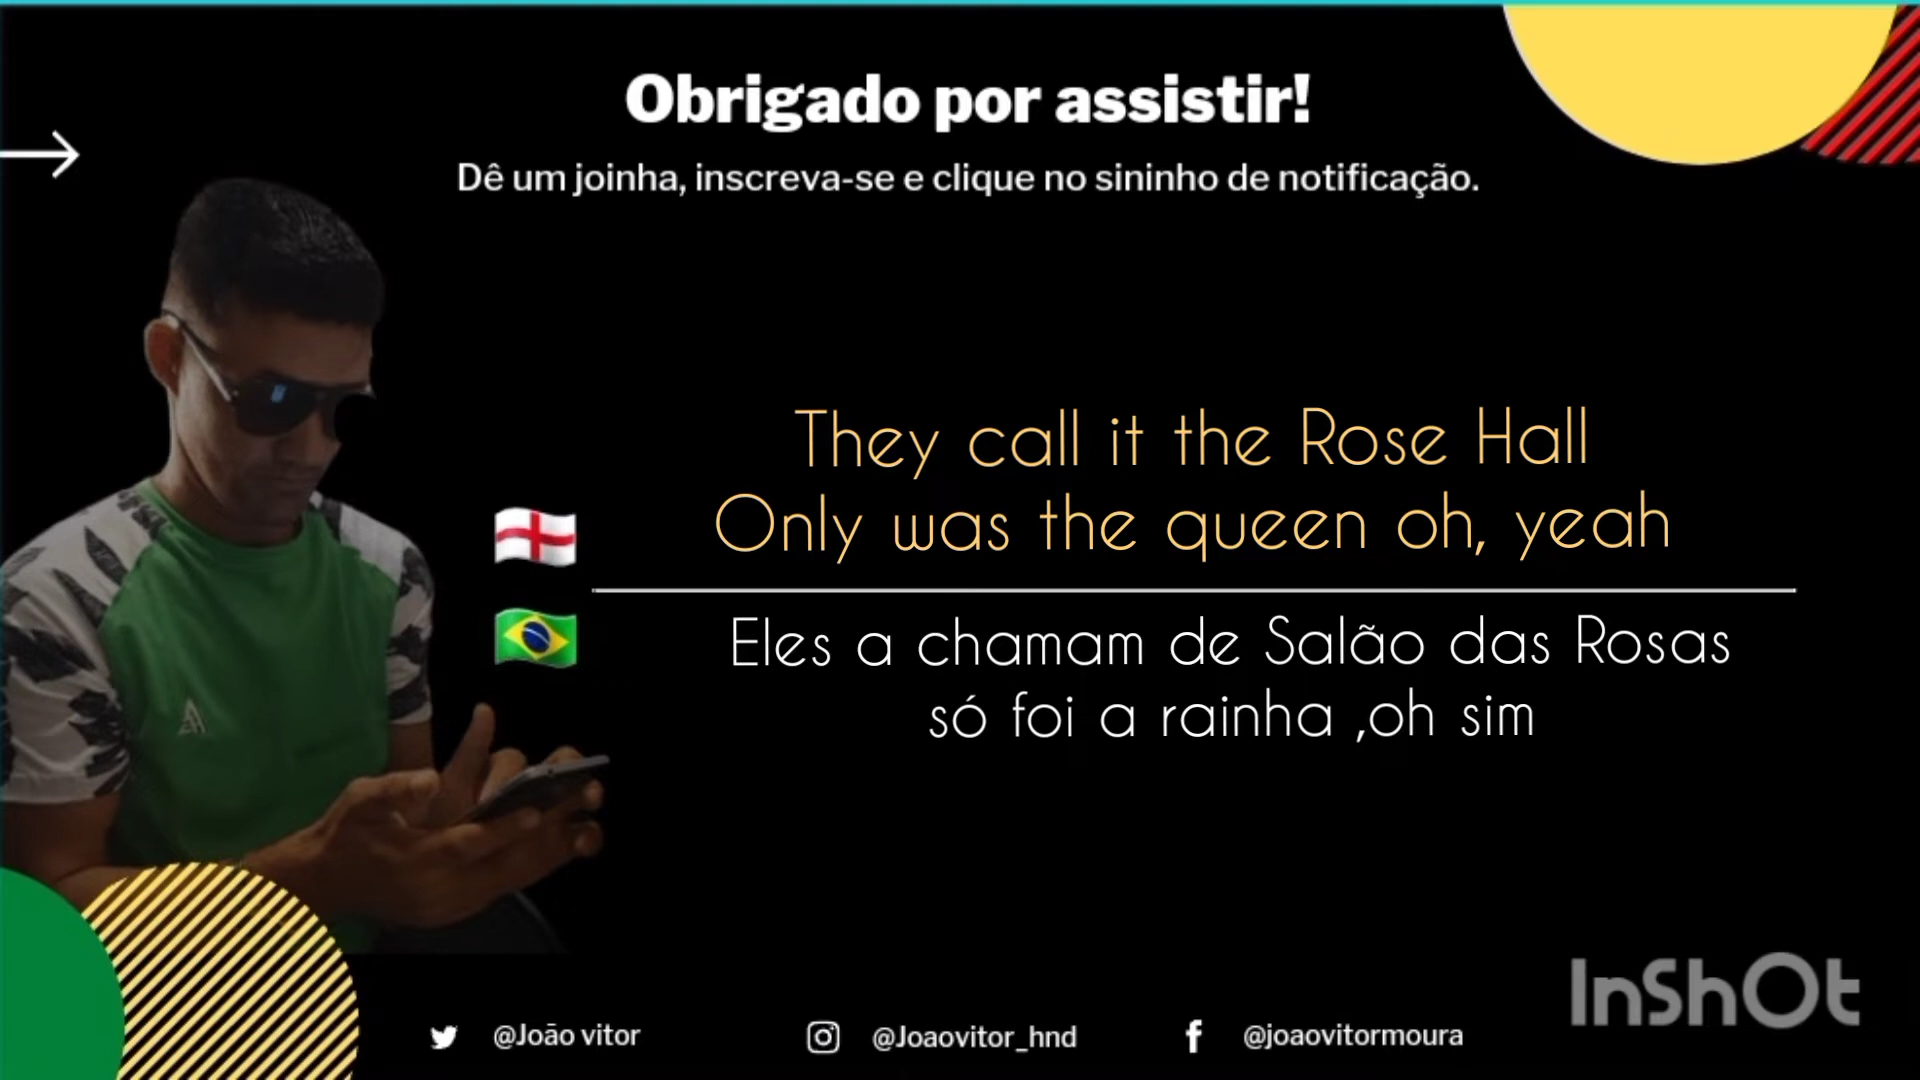 Obrigado por assistir!
Dê um joinha, inscreva-se e clique no sininho de notificação.
They call it the Rose Hall
Only was the queen oh, yeah
Eles a chamam de Salão das Rosas
só foi a rainha ,oh sim
InShOt
@João vitor
@Joaovitor_hnd
@joaovitormoura